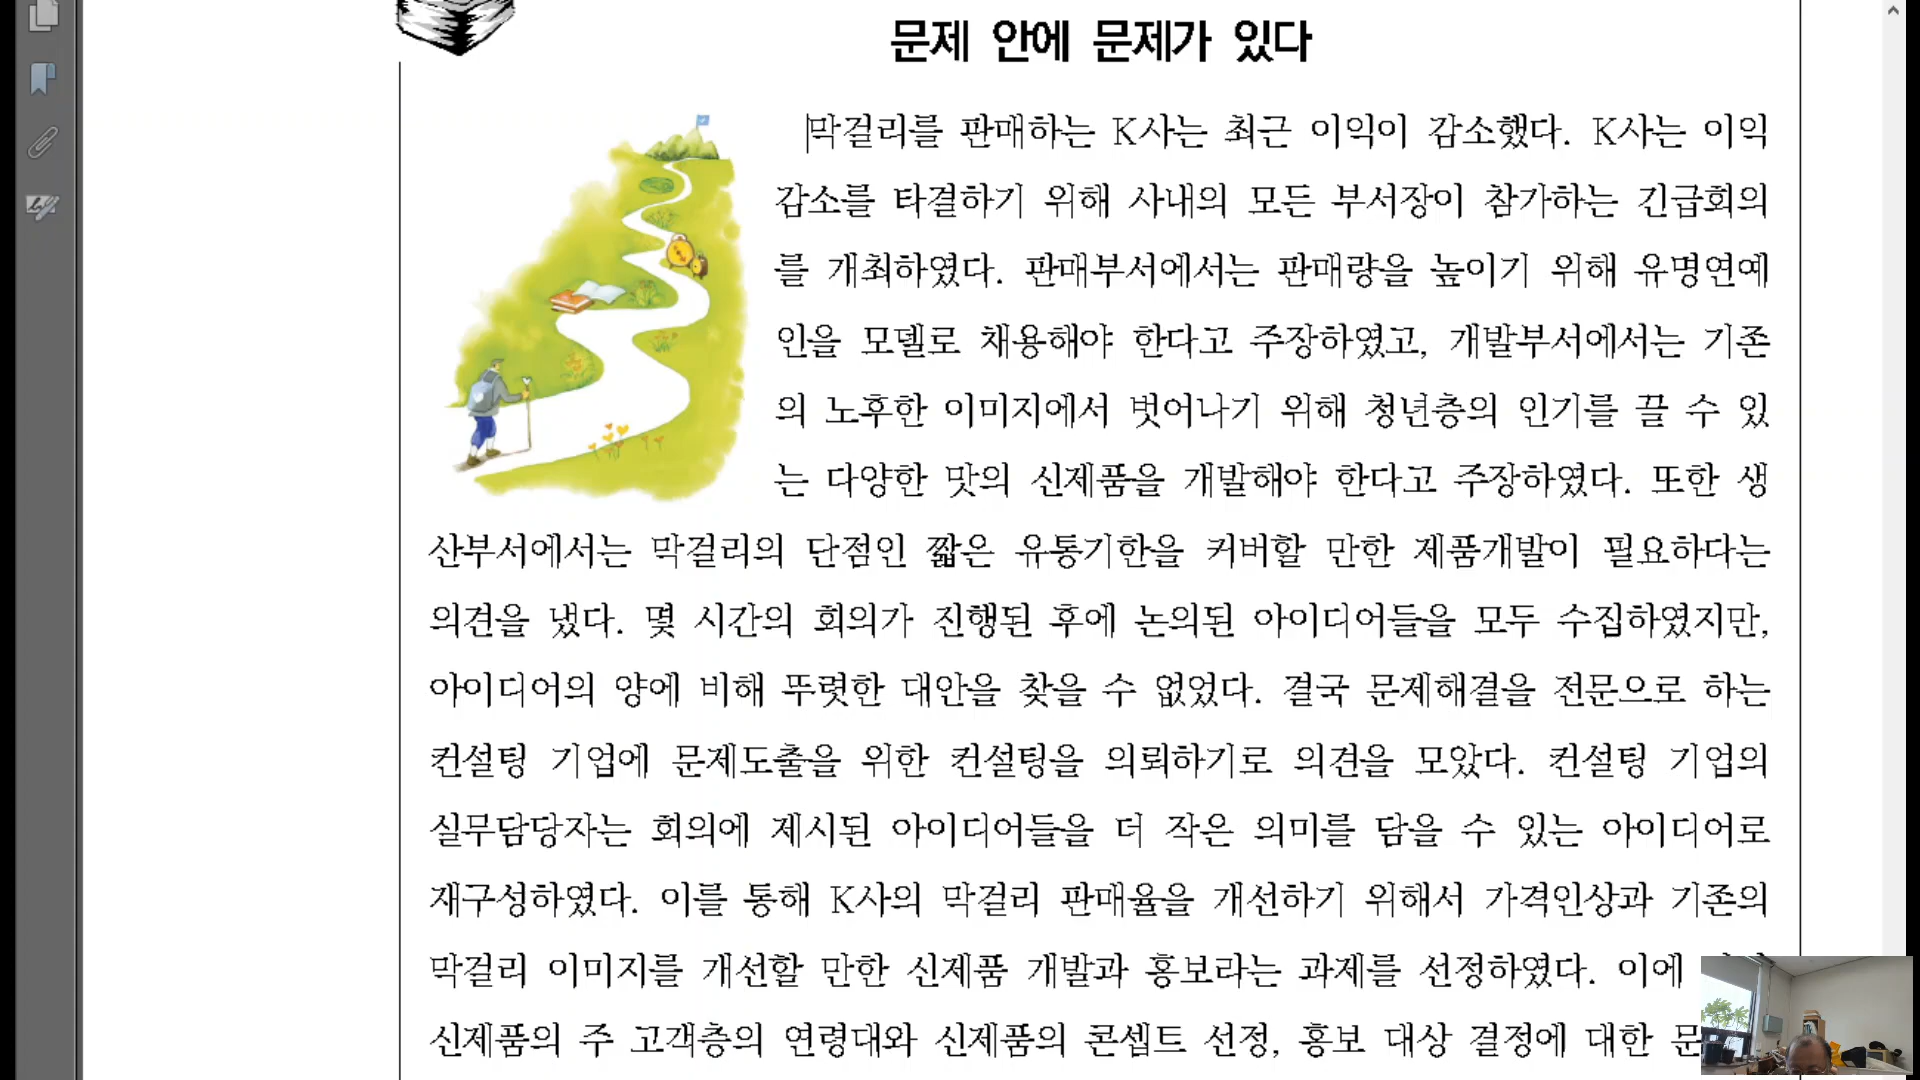 문제 안에 문제가 있다
막걸리를 판매하는 K사는 최근 이익이 감소했다. K사는 이익
감소를 타결하기 위해 사내의 모든 부서장이 참가하는 긴급회의
를 개최하였다. 판매부서에서는 판매량을 높이기 위해 유명연예
인을 모델로 채용해야 한다고 주장하였고, 개발부서에서는 기존
의 노후한 이미지에서 벗어나기 위해 청년층의 인기를 끌 수 있
는 다양한 맛의 신제품을 개발해야 한다고 주장하였다. 또한 생
산부서에서는 막걸리의 단점인 짧은 유통기한을 커버할 만한 제품개발이 필요하다는
의견을 냈다. 몇 시간의 회의가 진행된 후에 논의된 아이디어들을 모두 수집하였지만,
아이디어의 양에 비해 뚜렷한 대안을 찾을 수 없었다. 결국 문제해결을 전문으로 하는
컨설팅 기업에 문제도출을 위한 컨설팅을 의뢰하기로 의견을 모았다. 컨설팅 기업의
실무담당자는 회의에 제시된 아이디어들을 더 작은 의미를 담을 수 있는 아이디어로
재구성하였다. 이를 통해 K사의 막걸리 판매율을 개선하기 위해서 가격인상과 기존의
막걸리 이미지를 개선할 만한 신제품 개발과 홍보라는 과제를 선정하였다. 이에
신제품의 주 고객층의 연령대와 신제품의 콘셉트 선정, 홍보 대상 결정에 대한